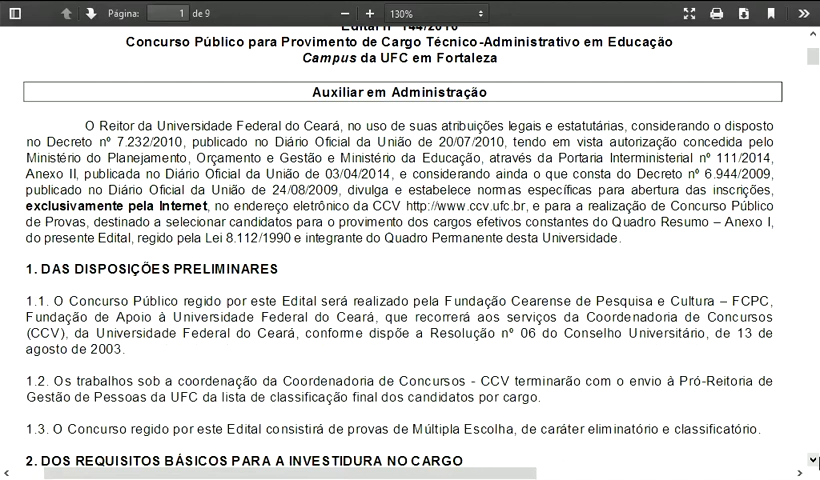 Página: 1 de 9 130%
Edital nº 144/2016
Concurso Público para Provimento de Cargo Técnico-Administrativo em Educação
Campus da UFC em Fortaleza
Auxiliar em Administração
O Reitor da Universidade Federal do Ceará, no uso de suas atribuições legais e estatutárias, considerando o disposto
no Decreto nº 7.232/2010, publicado no Diário Oficial da União de 20/07/2010, tendo em vista autorização concedida pelo
Ministério do Planejamento, Orçamento e Gestão e Ministério da Educação, através da Portaria Interministerial nº 111/2014,
Anexo II, publicada no Diário Oficial da União de 03/04/2014, e considerando ainda o que consta do Decreto nº 6.944/2009,
publicado no Diário Oficial da União de 24/08/2009, divulga e estabelece normas específicas para abertura das inscrições,
exclusivamente pela Internet, no endereço eletrônico da CCV http://www.ccv.ufc.br, e para a realização de Concurso Público
de Provas, destinado a selecionar candidatos para o provimento dos cargos efetivos constantes do Quadro Resumo – Anexo I,
do presente Edital, regido pela Lei 8.112/1990 e integrante do Quadro Permanente desta Universidade.
1. DAS DISPOSIÇÕES PRELIMINARES
1.1. O Concurso Público regido por este Edital será realizado pela Fundação Cearense de Pesquisa e Cultura – FCPC,
Fundação de Apoio à Universidade Federal do Ceará, que recorrerá aos serviços da Coordenadoria de Concursos
(CCV), da Universidade Federal do Ceará, conforme dispõe a Resolução nº 06 do Conselho Universitário, de 13 de
agosto de 2003.
1.2. Os trabalhos sob a coordenação da Coordenadoria de Concursos - CCV terminarão com o envio à Pró-Reitoria de
Gestão de Pessoas da UFC da lista de classificação final dos candidatos por cargo.
1.3. O Concurso regido por este Edital consistirá de provas de Múltipla Escolha, de caráter eliminatório e classificatório.
2. DOS REQUISITOS BÁSICOS PARA A INVESTIDURA NO CARGO